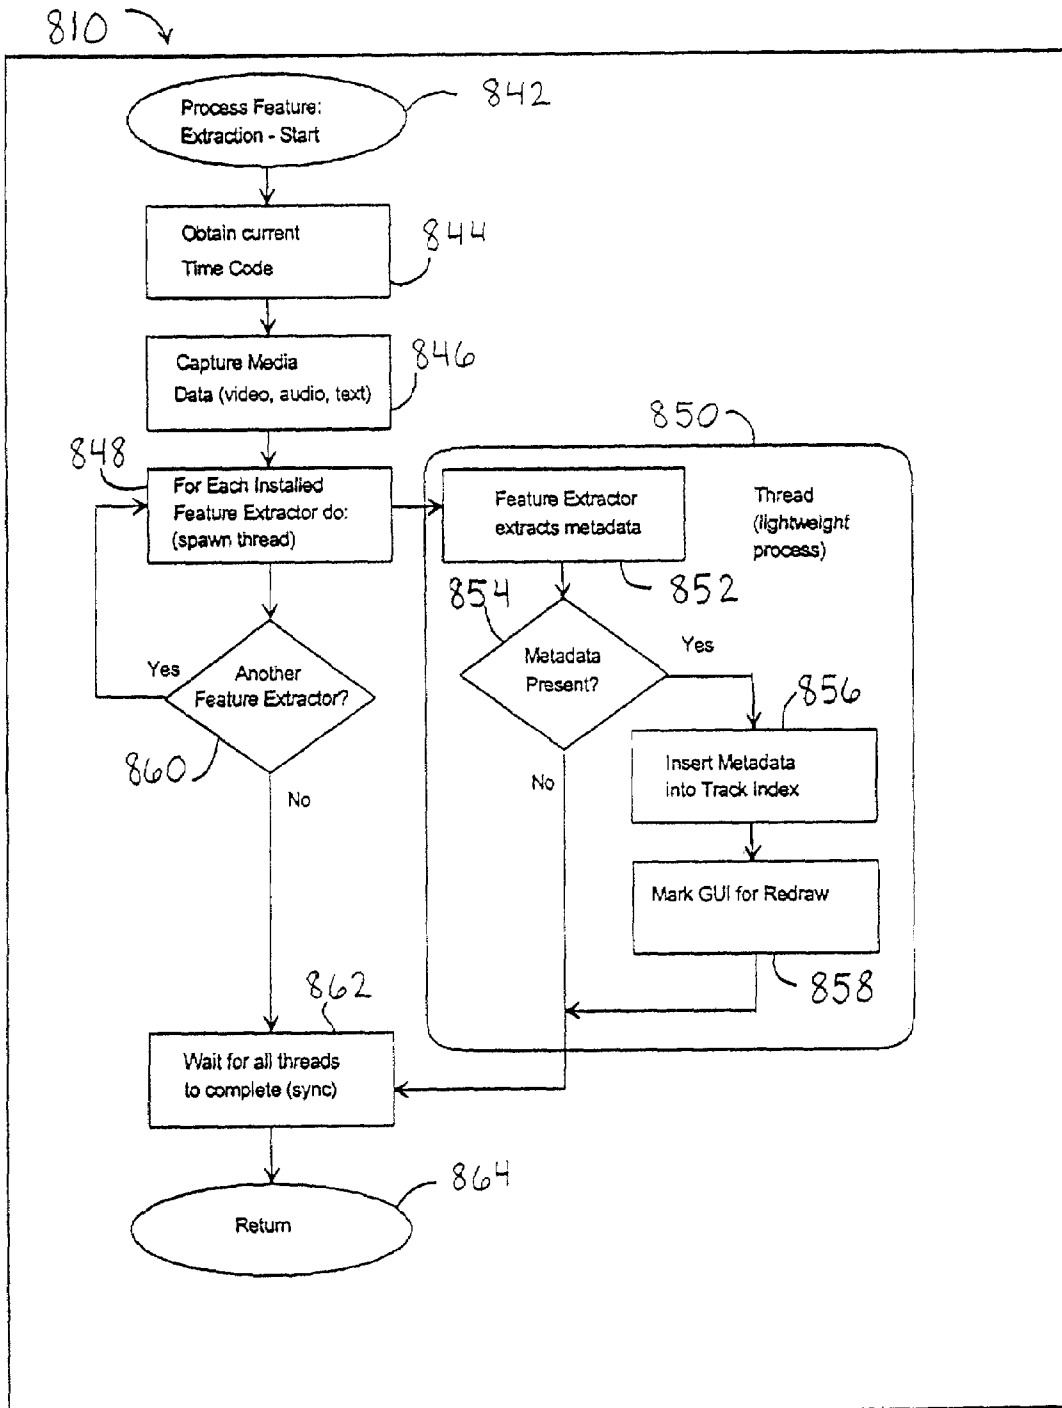 810
Process Feature:
Extraction - Start
842
Obtain current
Time Code
844
Capture Media
Data (video, audio, text)
846
848
For Each Installed
Feature Extractor do:
(spawn thread)
850
Feature Extractor
extracts metadata
Thread
(lightweight
process)
852
854
Metadata
Present?
Yes
No
856
Insert Metadata
into Track Index
Mark GUI for Redraw
858
Yes
Another
Feature Extractor?
860
No
862
Wait for all threads
to complete (sync)
864
Return